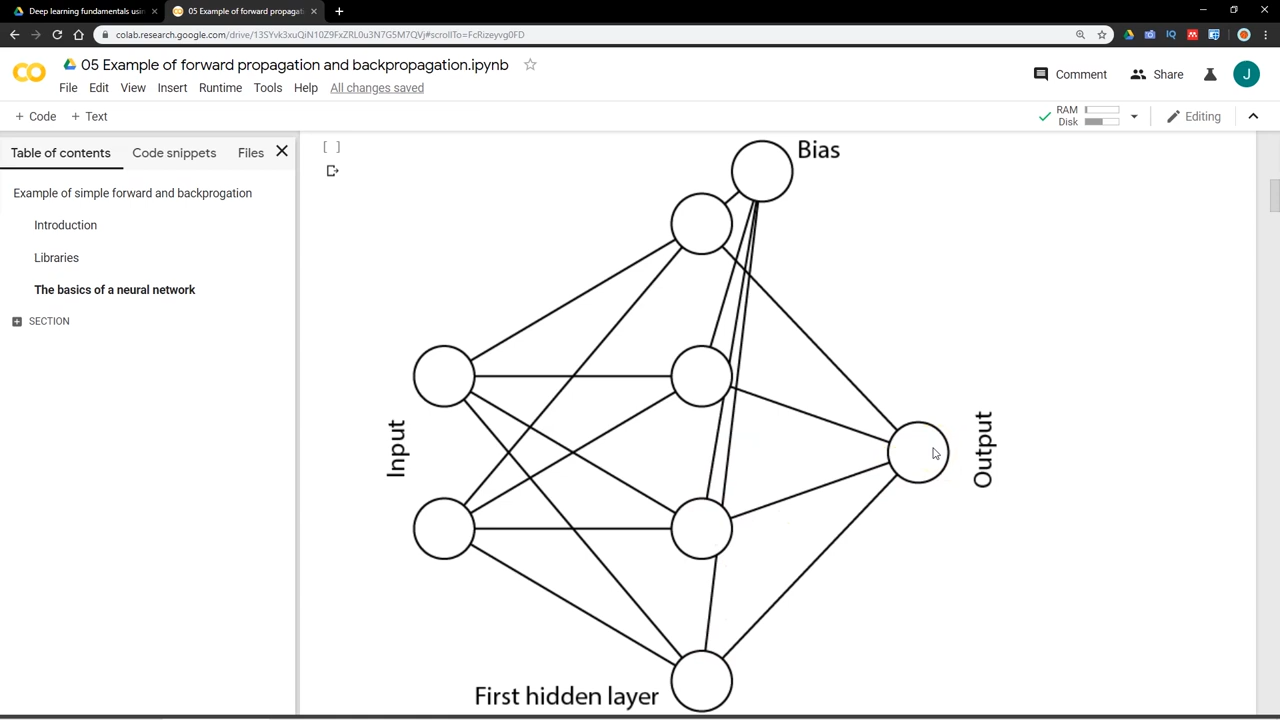 Deep learning fundamentals usin
05 Example of forward propagat
colab.research.google.com/drive/13SYvk3xuQiN10Z9FxZRL0u3N7G5M7QVj#scrollTo=FcRizeyvg0FD
05 Example of forward propagation and backpropagation.ipynb
Comment
Share
J
File Edit View Insert Runtime Tools Help All changes saved
+ Code + Text
RAM
Disk
Editing
Table of contents
Code snippets
Files
Example of simple forward and backprogation
Introduction
Libraries
The basics of a neural network
SECTION
[ ]
Bias
Input
Output
First hidden layer